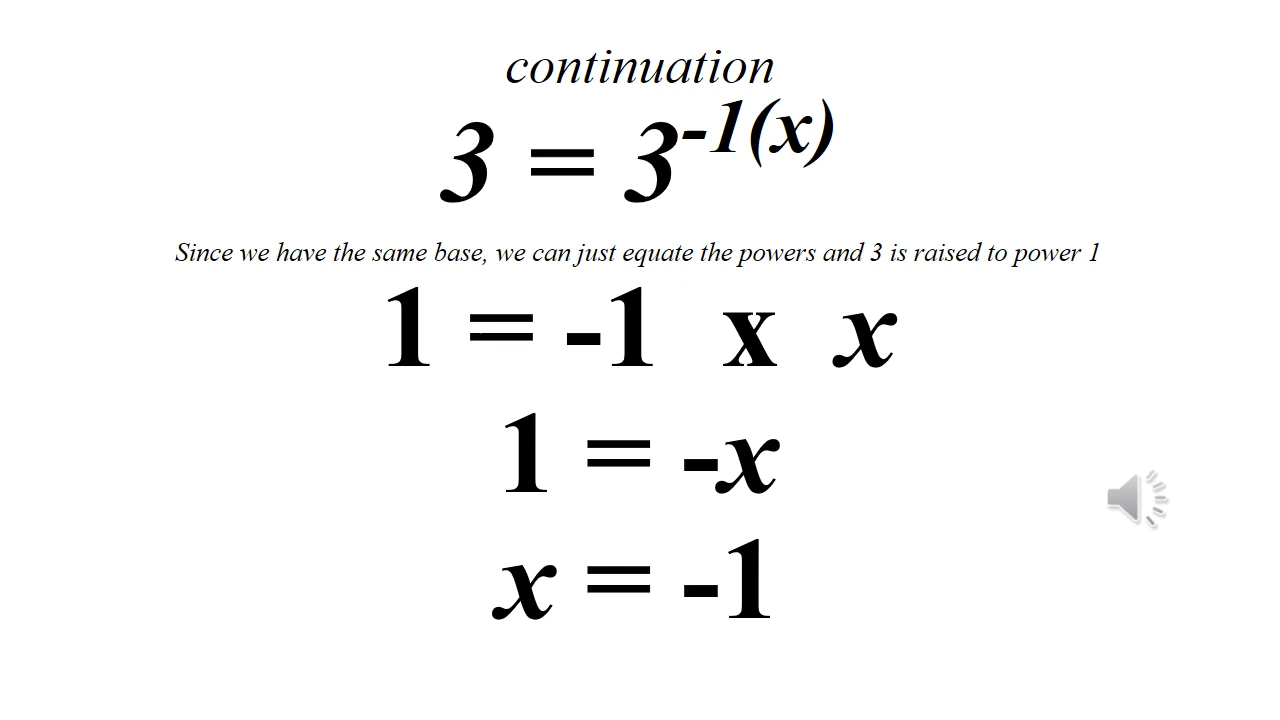 continuation
3 = 3^-1(x)
Since we have the same base, we can just equate the powers and 3 is raised to power 1
1 = -1 x x
1 = -x
x = -1